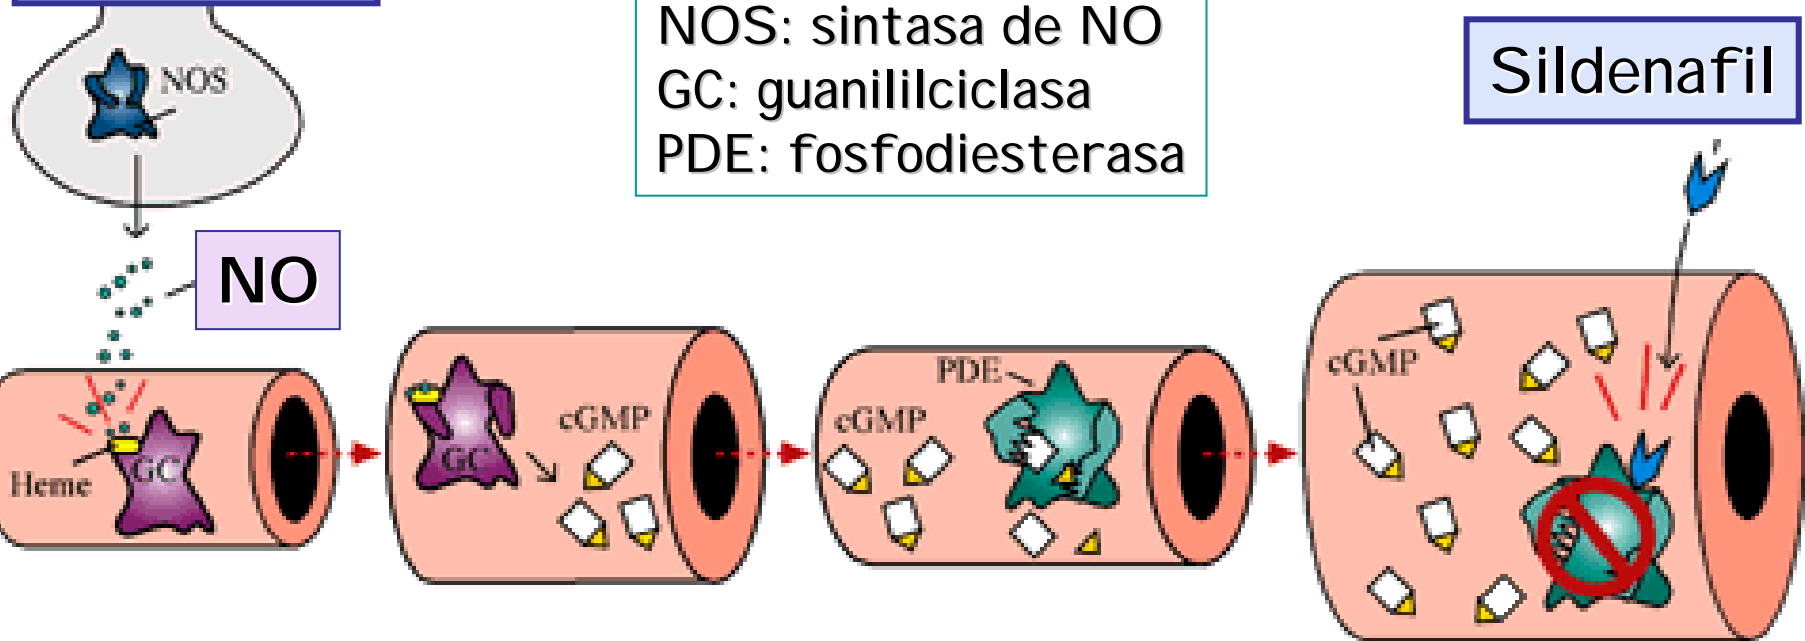 NOS: sintasa de NO
GC: guanililciclasa
PDE: fosfodiesterasa
Sildenafil
NOS
NO
Heme
GC
GC
cGMP
cGMP
PDE
cGMP